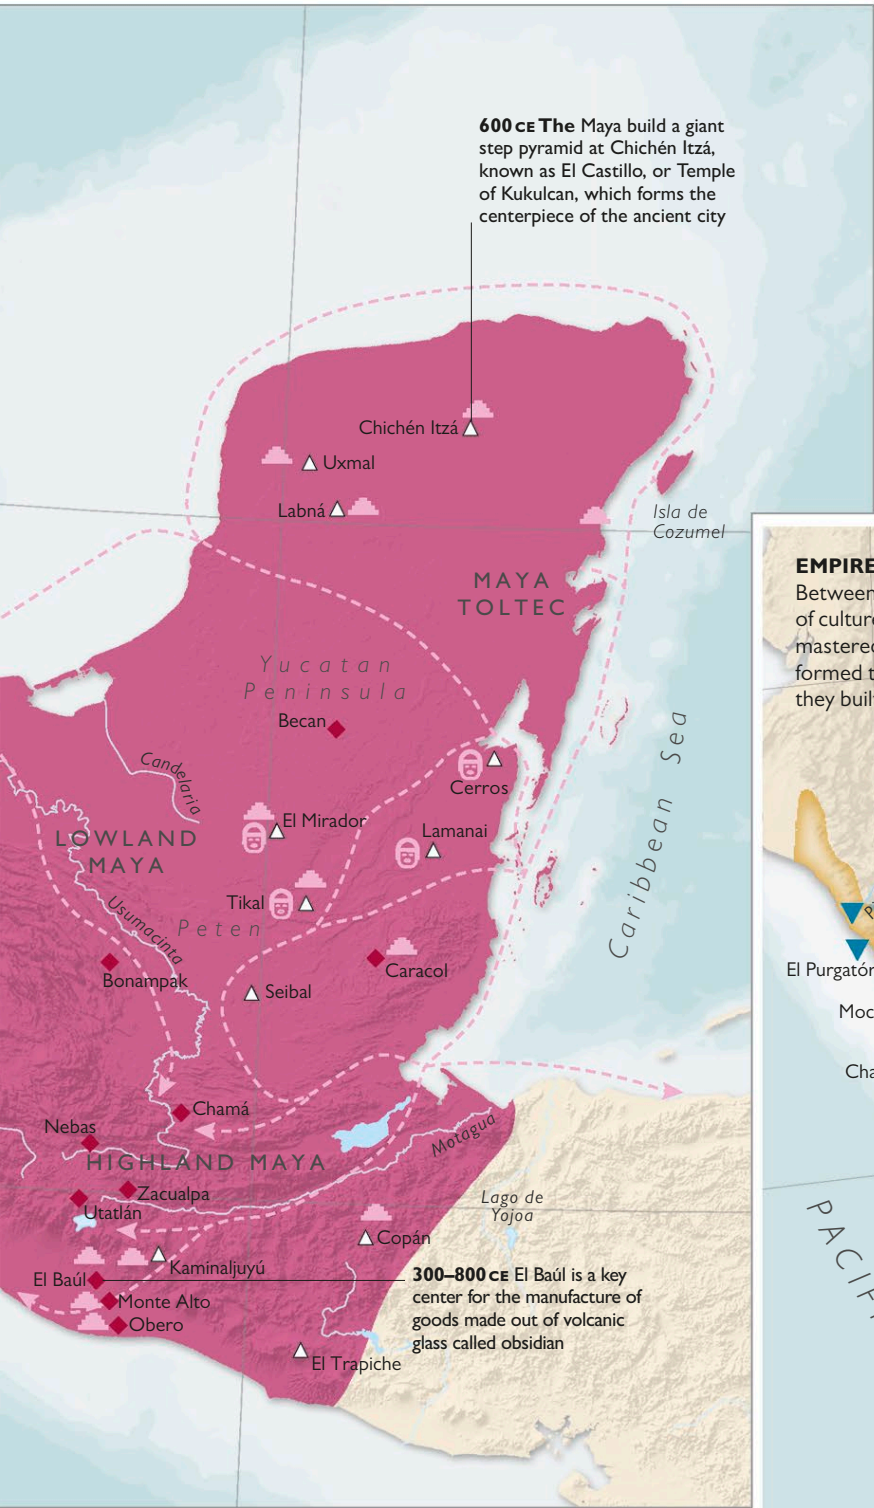 600 CE The Maya build a giant
step pyramid at Chichén Itzá,
known as El Castillo, or Temple
of Kukulcan, which forms the
centerpiece of the ancient city
Chichén Itzá
Uxmal
Labná
Isla de
Cozumel
MAYA
TOLTEC
EMPIRE
Between
of culture
mastered
formed t
they buil
Yucatan
Peninsula
Becan
Candelaria
Cerros
Caribbean Sea
El Mirador
Lamanai
LOWLAND
MAYA
Tikal
Usumacinta
Peten
Caracol
Bonampak
Seibal
P
El Purgatór
Moc
Cha
Chamá
Nebas
Motagua
HIGHLAND MAYA
Zacualpa
Utatlán
Lago de
Yojoa
PACIF
Copán
Kaminaljuyú
El Baúl
300–800 CE El Baúl is a key
center for the manufacture of
goods made out of volcanic
glass called obsidian
Monte Alto
Obero
El Trapiche